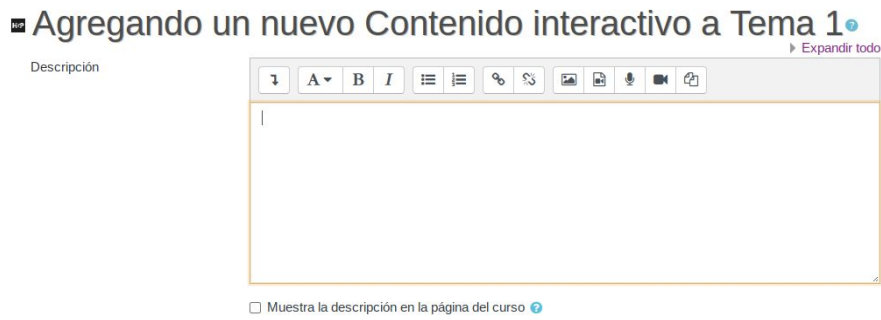 H-P Agregando un nuevo Contenido interactivo a Tema 1
Expandir todo
Descripción
A B I
Muestra la descripción en la página del curso